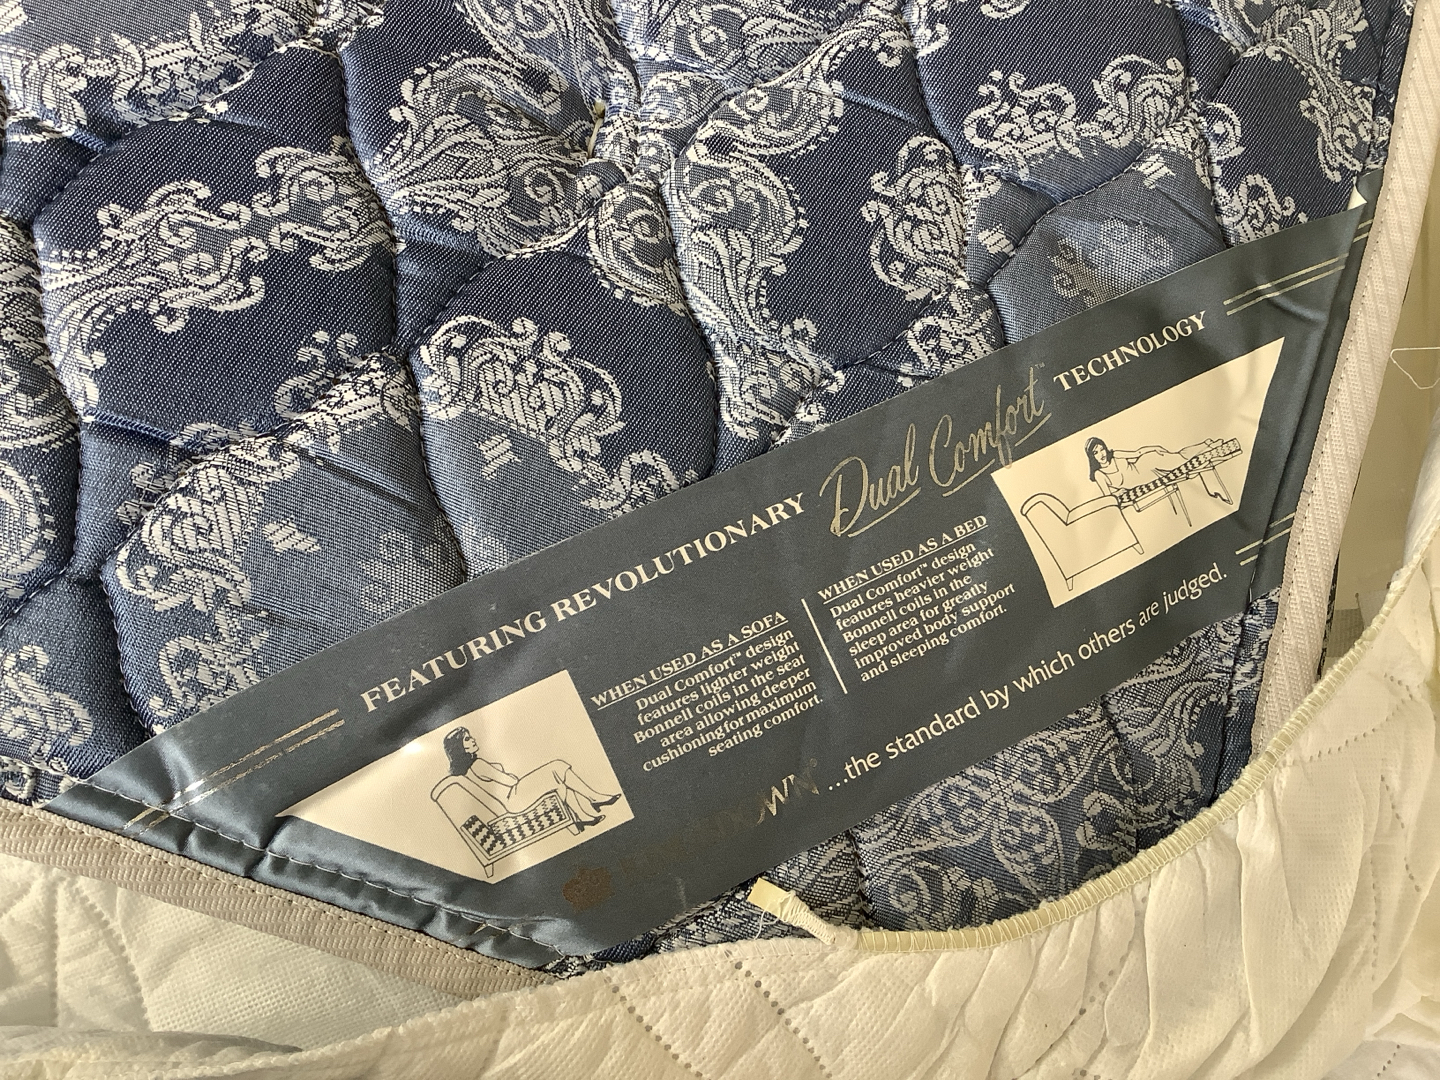 FEATURING REVOLUTIONARY Dual Comfort™ TECHNOLOGY
WHEN USED AS A SOFA
Dual Comfort™ design
features lighter weight
Bonnell coils in the seat
area allowing deeper
cushioning for maximum
seating comfort.
WHEN USED AS A BED
Dual Comfort™ design
features heavier weight
Bonnell coils in the
sleep area for greatly
improved body support
and sleeping comfort.
...the standard by which others are judged.